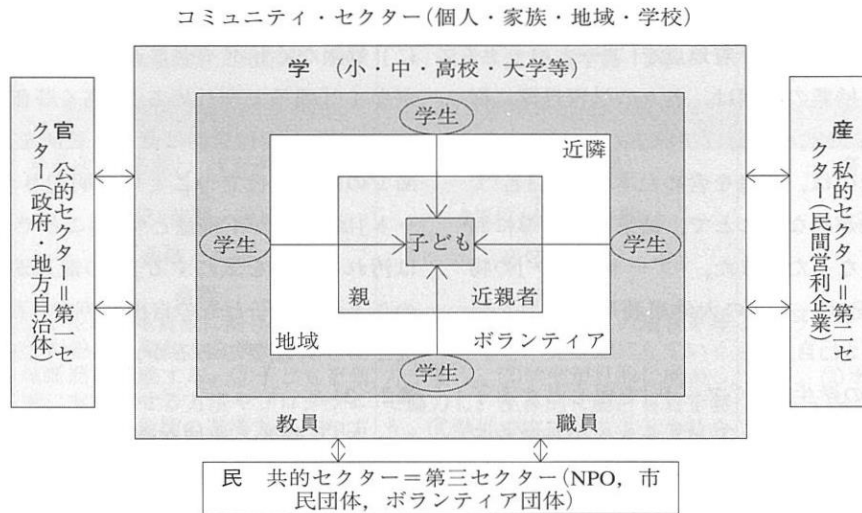 コミュニティ・セクター(個人・家族・地域・学校)
学 (小・中・高校・大学等)
官 公的セクター＝第一セ
クター(政府・地方自治体)
学生
近隣
学生
子ども
学生
親
近親者
地域
ボランティア
学生
教員
職員
産 私的セクター＝第二セ
クター(民間営利企業)
民 共的セクター＝第三セクター(NPO，市
民団体，ボランティア団体)